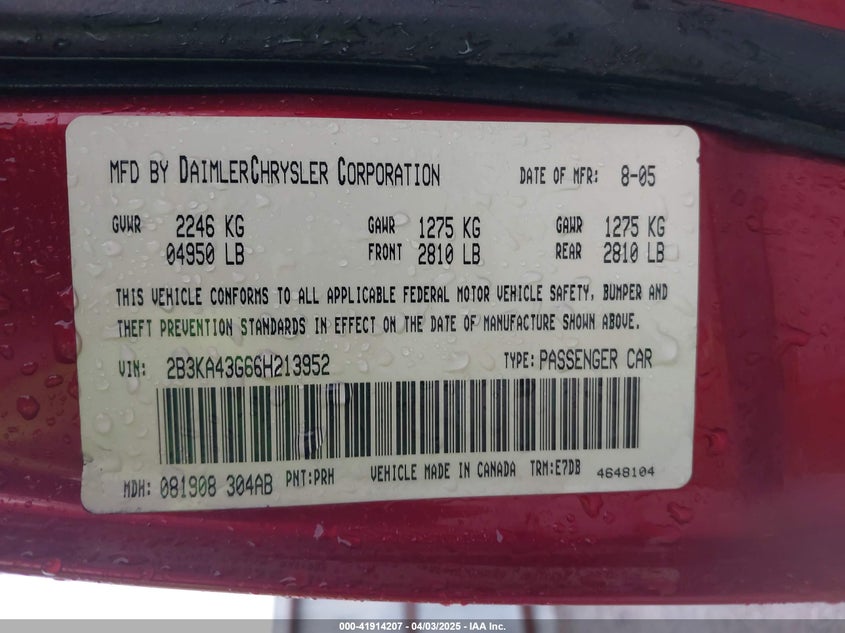 MFD BY DAIMLERCHRYSLER CORPORATION DATE OF MFR: 8-05
GVWR 2246 KG GAWR 1275 KG GAWR 1275 KG
04950 LB FRONT 2810 LB REAR 2810 LB
THIS VEHICLE CONFORMS TO ALL APPLICABLE FEDERAL MOTOR VEHICLE SAFETY, BUMPER AND
THEFT PREVENTION STANDARDS IN EFFECT ON THE DATE OF MANUFACTURE SHOWN ABOVE.
VIN: 2B3KA43G66H213952 TYPE: PASSENGER CAR
MDH: 081908 304AB PNT:PRH VEHICLE MADE IN CANADA TRM:E7DB 4648104
000-41914207 - 04/03/2025 - IAA Inc.